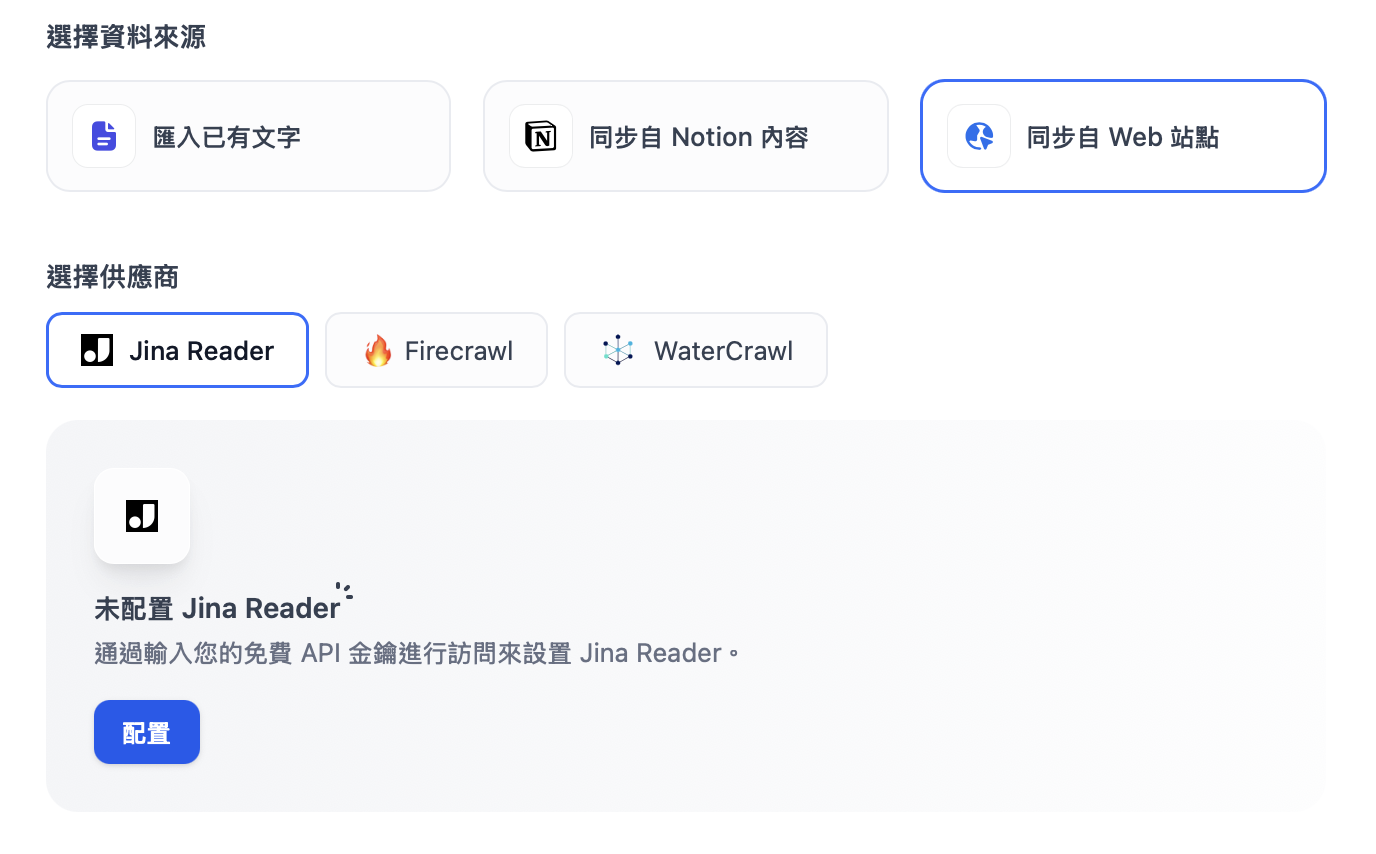 選擇資料來源
匯入已有文字
同步自 Notion 內容
同步自 Web 站點
選擇供應商
Jina Reader
Firecrawl
WaterCrawl
未配置 Jina Reader
通過輸入您的免費 API 金鑰進行訪問來設置 Jina Reader。
配置